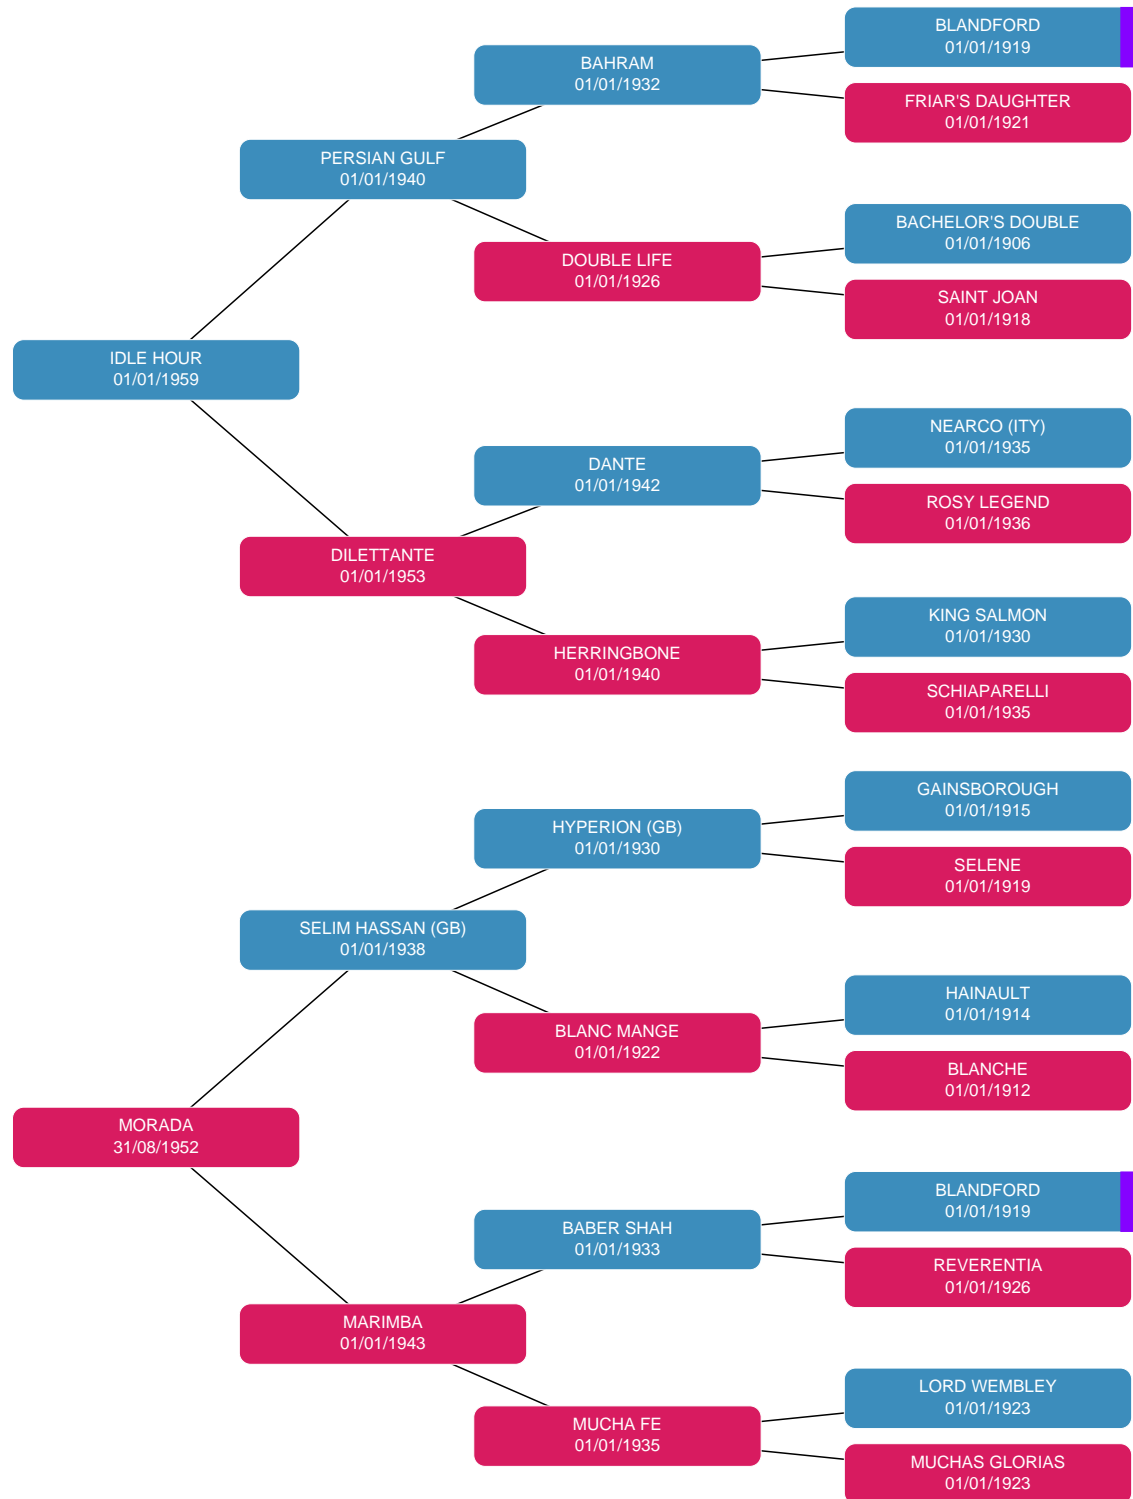 BLANDFORD
01/01/1919
BAHRAM
01/01/1932
FRIAR'S DAUGHTER
01/01/1921
PERSIAN GULF
01/01/1940
BACHELOR'S DOUBLE
01/01/1906
DOUBLE LIFE
01/01/1926
SAINT JOAN
01/01/1918
IDLE HOUR
01/01/1959
NEARCO (ITY)
01/01/1935
DANTE
01/01/1942
ROSY LEGEND
01/01/1936
DILETTANTE
01/01/1953
KING SALMON
01/01/1930
HERRINGBONE
01/01/1940
SCHIAPARELLI
01/01/1935
GAINSBOROUGH
01/01/1915
HYPERION (GB)
01/01/1930
SELENE
01/01/1919
SELIM HASSAN (GB)
01/01/1938
HAINAULT
01/01/1914
BLANC MANGE
01/01/1922
BLANCHE
01/01/1912
MORADA
31/08/1952
BLANDFORD
01/01/1919
BABER SHAH
01/01/1933
REVERENTIA
01/01/1926
MARIMBA
01/01/1943
LORD WEMBLEY
01/01/1923
MUCHA FE
01/01/1935
MUCHAS GLORIAS
01/01/1923